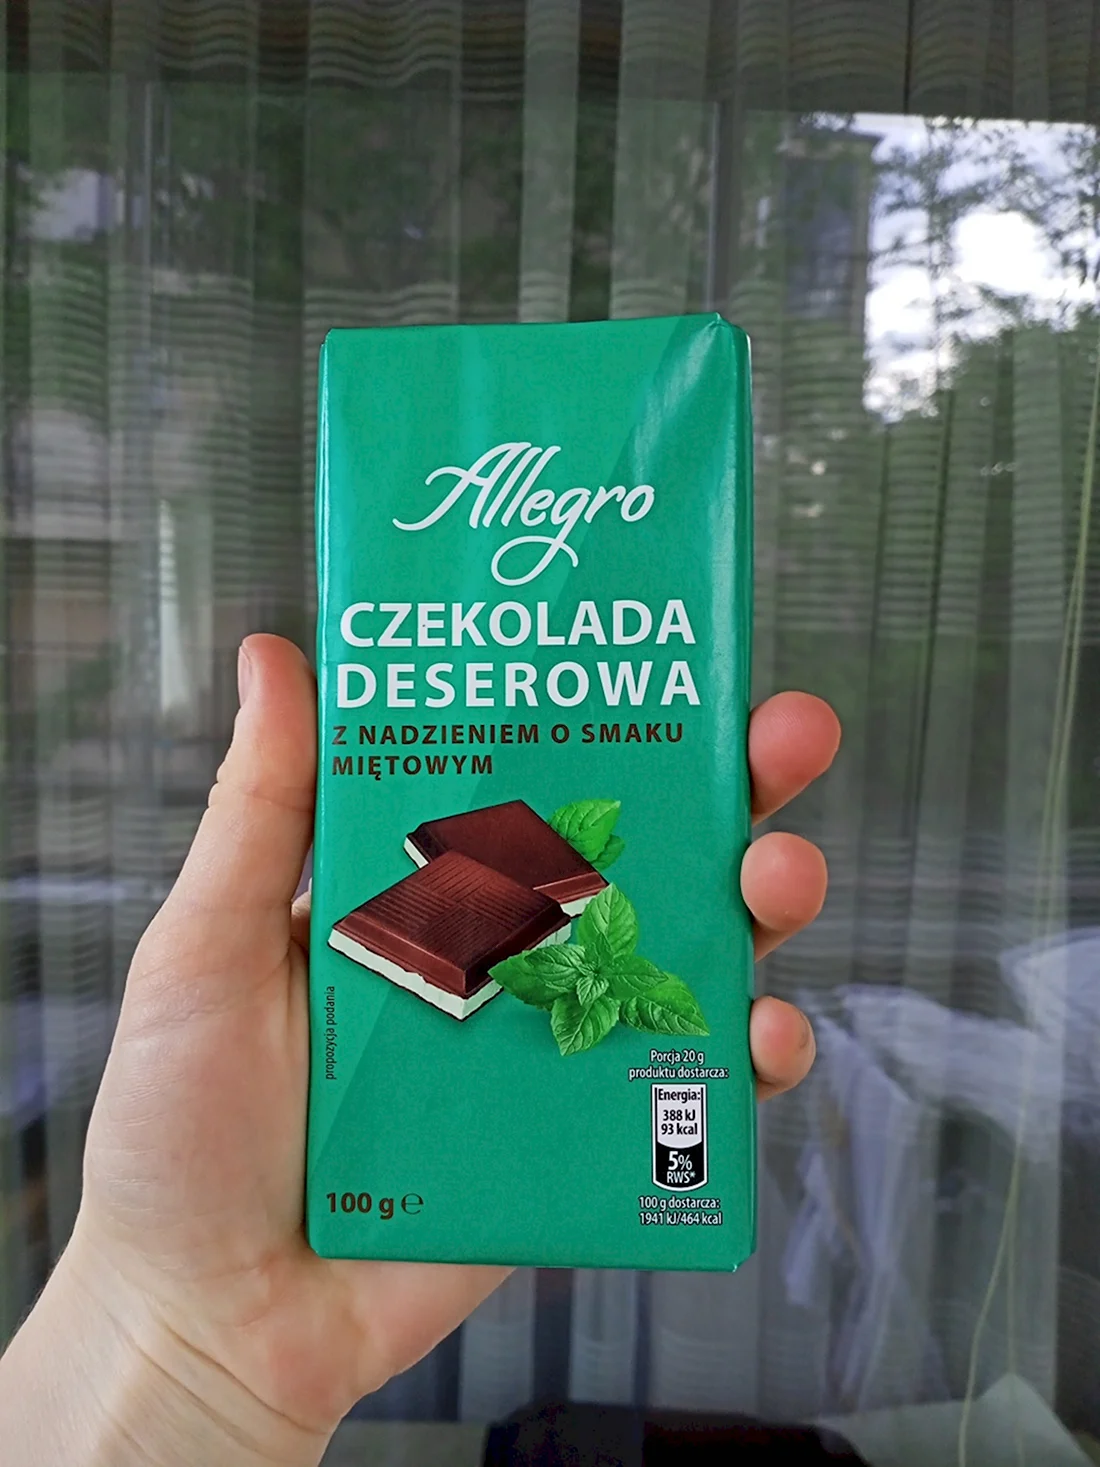 Allegro
CZEKOLADA
DESEROWA
Z NADZIENIEM O SMAKU
MIĘTOWYM
propozycja podania
Porcja 20 g
produktu dostarcza:
Energia:
388 kJ
93 kcal
5%
RWS*
100 g dostarcza:
1941 kJ/464 kcal
100 g ℮